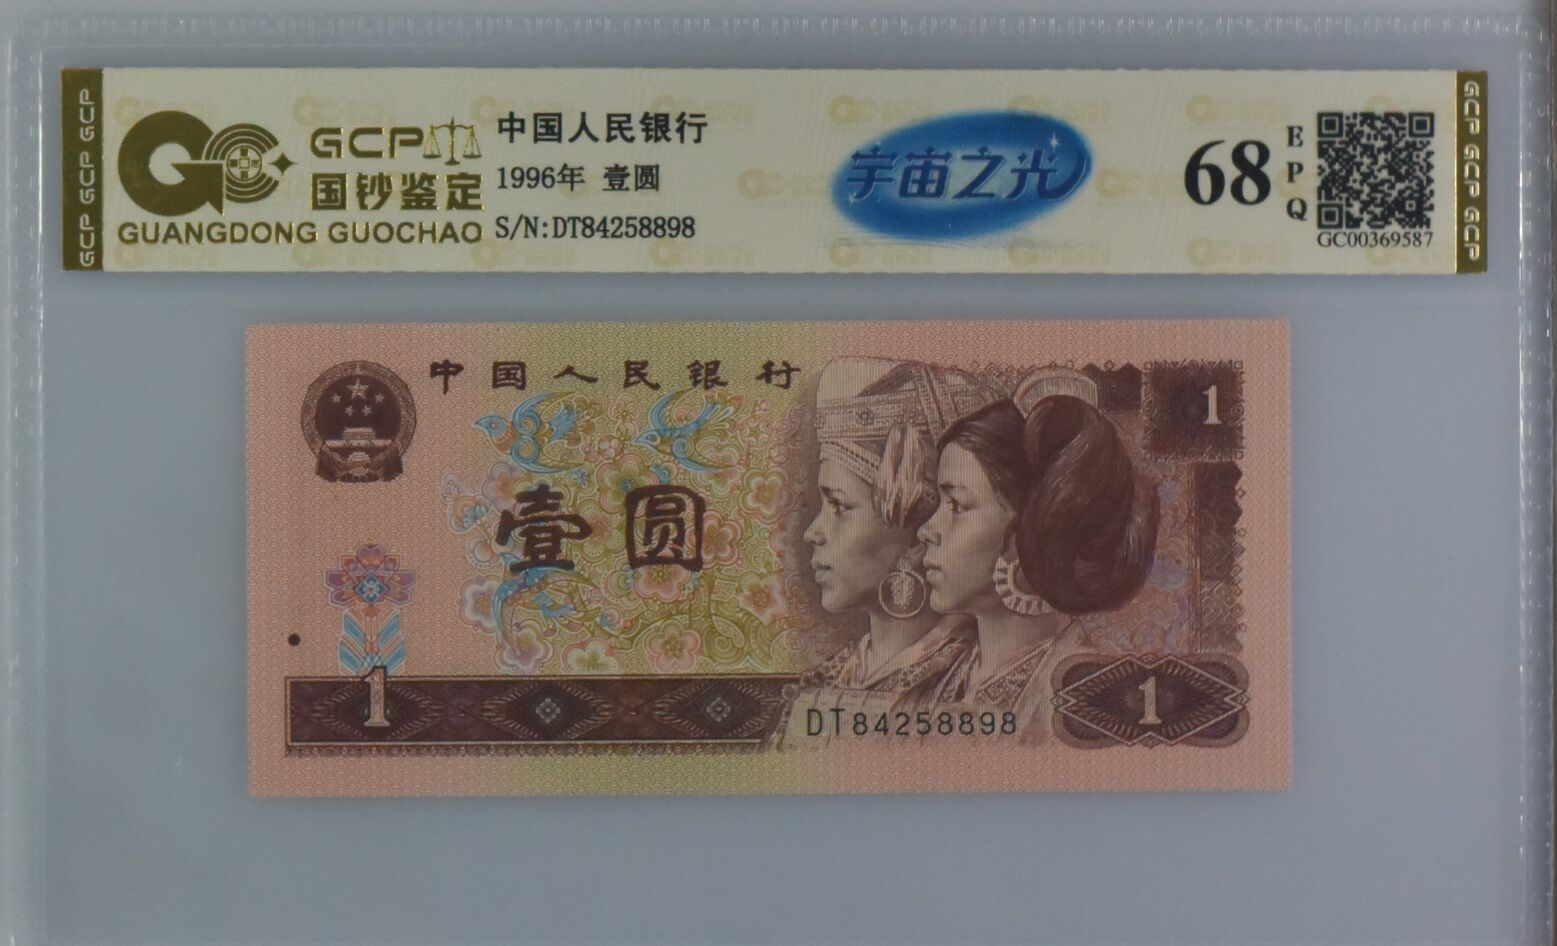 GCP GCP GCP
GCP
国钞鉴定
GUANGDONG GUOCHAO
中国人民银行
1996年 壹圆
S/N:DT84258898
宇宙之光
68
EPQ
GC00369587
GCP GCP GCP
中国人民银行
1
壹圆
1
DT84258898
1